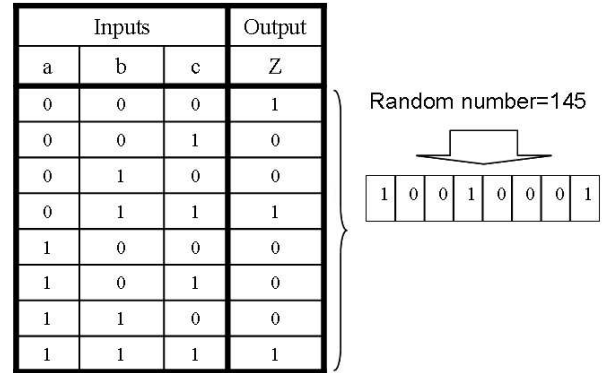 Inputs Output
a b c Z
0 0 0 1
0 0 1 0
0 1 0 0
0 1 1 1
1 0 0 0
1 0 1 0
1 1 0 0
1 1 1 1
Random number=145
1 0 0 1 0 0 0 1